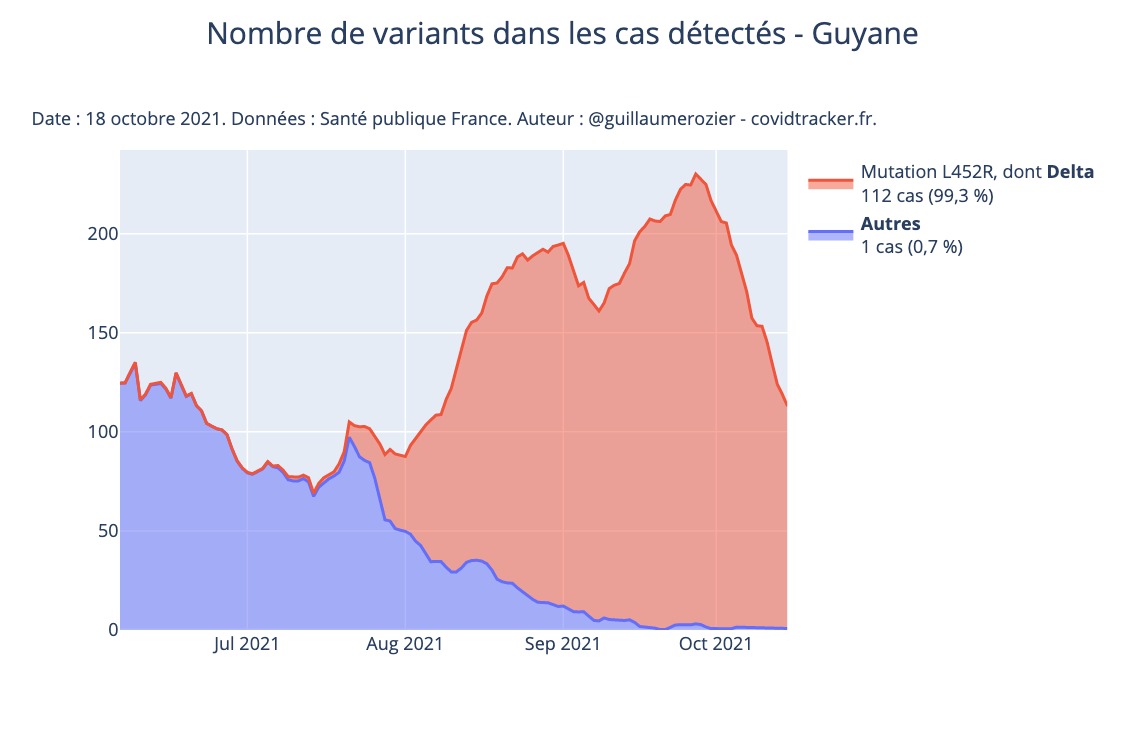 Nombre de variants dans les cas détectés - Guyane
Date : 18 octobre 2021. Données : Santé publique France. Auteur : @guillaumerozier - covidtracker.fr.
Mutation L452R, dont Delta
112 cas (99,3 %)
Autres
1 cas (0,7 %)
200
150
100
50
0
Jul 2021
Aug 2021
Sep 2021
Oct 2021